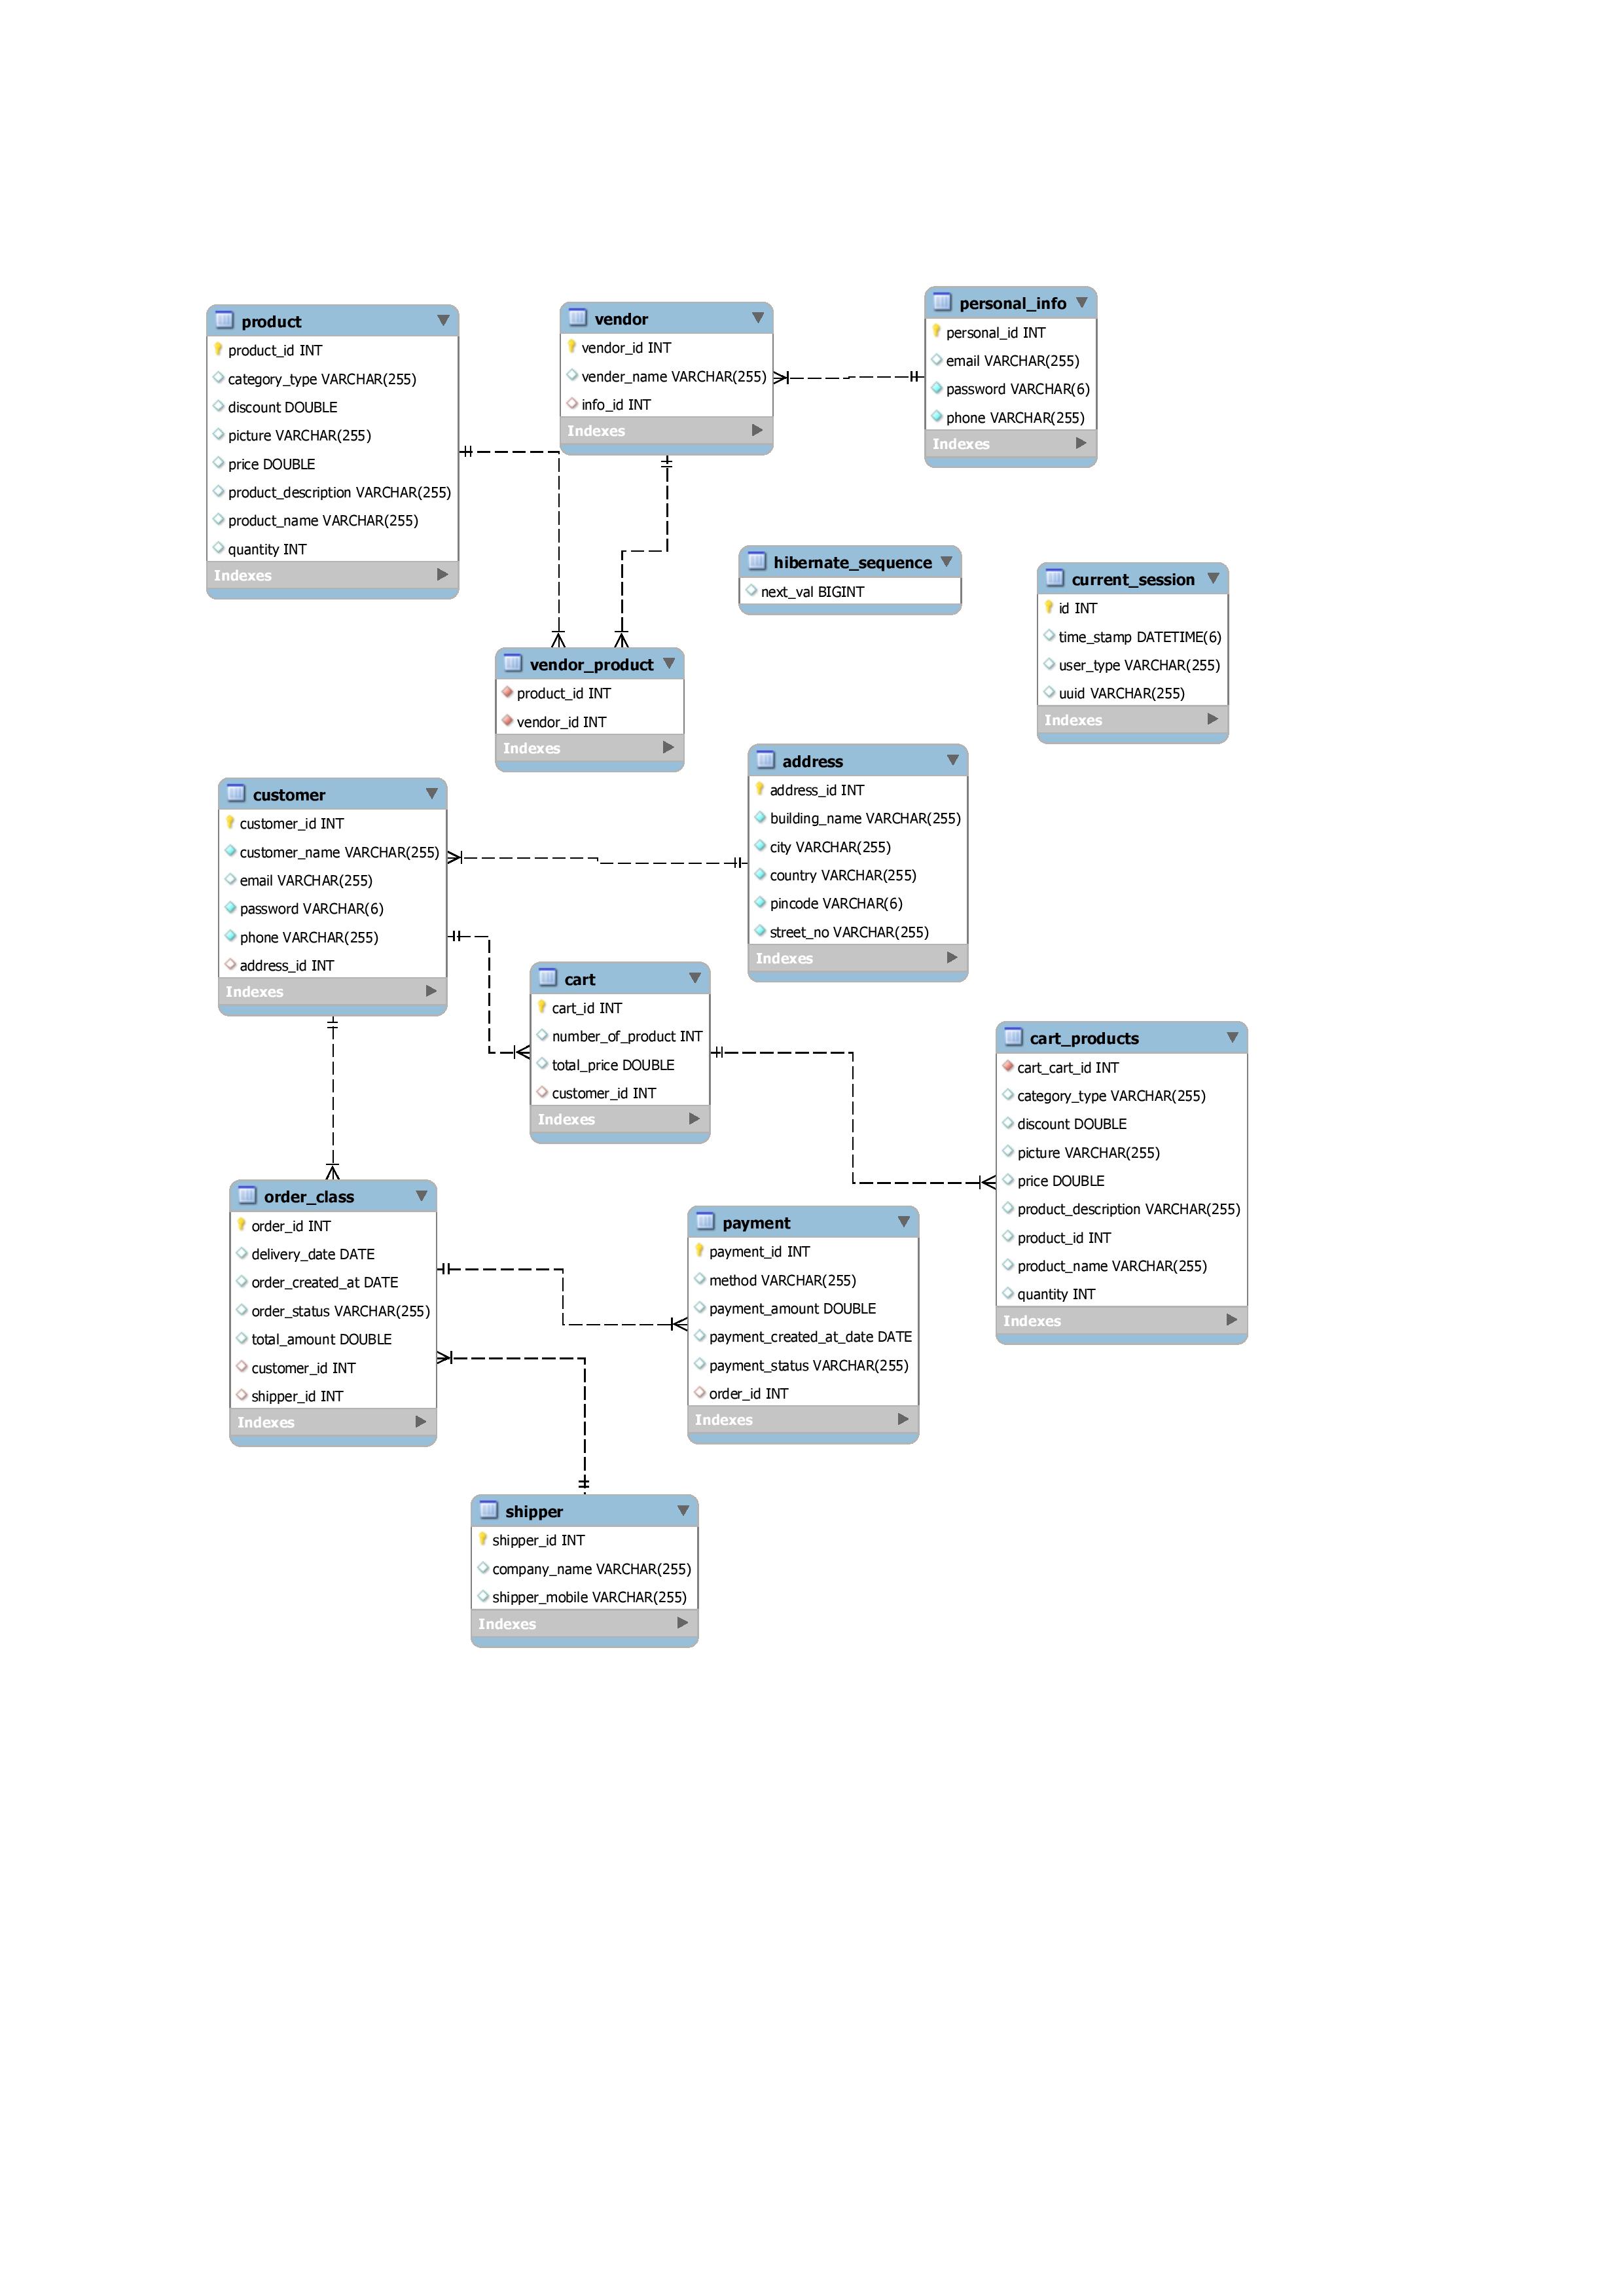 product
product_id INT
category_type VARCHAR(255)
discount DOUBLE
picture VARCHAR(255)
price DOUBLE
product_description VARCHAR(255)
product_name VARCHAR(255)
quantity INT
Indexes
vendor
vendor_id INT
vender_name VARCHAR(255)
info_id INT
Indexes
personal_info
personal_id INT
email VARCHAR(255)
password VARCHAR(6)
phone VARCHAR(255)
Indexes
hibernate_sequence
next_val BIGINT
current_session
id INT
time_stamp DATETIME(6)
user_type VARCHAR(255)
uuid VARCHAR(255)
Indexes
vendor_product
product_id INT
vendor_id INT
Indexes
address
address_id INT
building_name VARCHAR(255)
city VARCHAR(255)
country VARCHAR(255)
pincode VARCHAR(6)
street_no VARCHAR(255)
Indexes
customer
customer_id INT
customer_name VARCHAR(255)
email VARCHAR(255)
password VARCHAR(6)
phone VARCHAR(255)
address_id INT
Indexes
cart
cart_id INT
number_of_product INT
total_price DOUBLE
customer_id INT
Indexes
cart_products
cart_cart_id INT
category_type VARCHAR(255)
discount DOUBLE
picture VARCHAR(255)
price DOUBLE
product_description VARCHAR(255)
product_id INT
product_name VARCHAR(255)
quantity INT
Indexes
order_class
order_id INT
delivery_date DATE
order_created_at DATE
order_status VARCHAR(255)
total_amount DOUBLE
customer_id INT
shipper_id INT
Indexes
payment
payment_id INT
method VARCHAR(255)
payment_amount DOUBLE
payment_created_at_date DATE
payment_status VARCHAR(255)
order_id INT
Indexes
shipper
shipper_id INT
company_name VARCHAR(255)
shipper_mobile VARCHAR(255)
Indexes